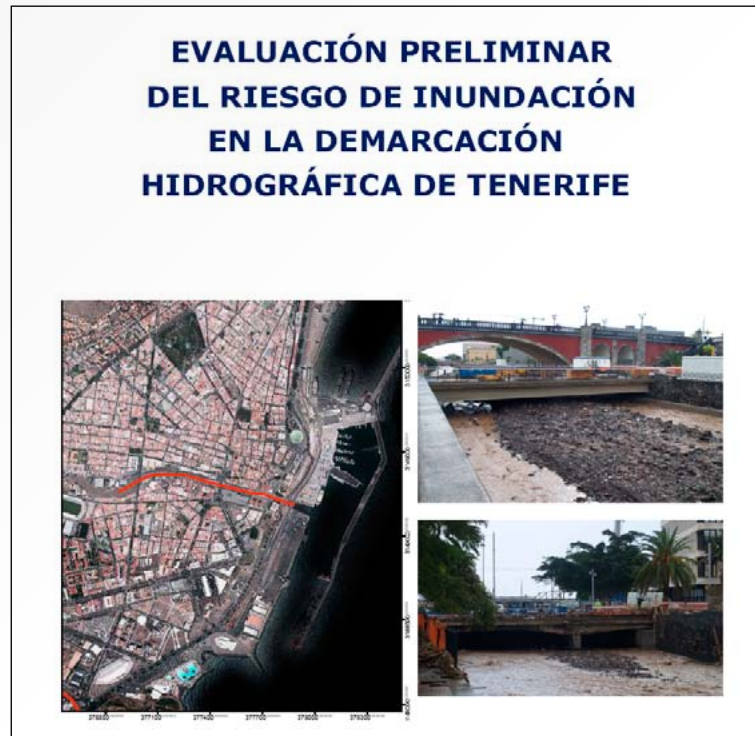 EVALUACIÓN PRELIMINAR
DEL RIESGO DE INUNDACIÓN
EN LA DEMARCACIÓN
HIDROGRÁFICA DE TENERIFE